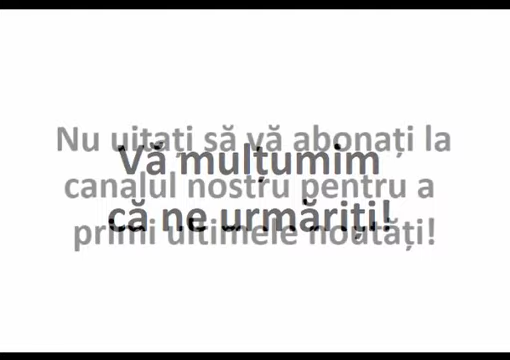 Nu uitați să vă abonați la
canalul nostru pentru a
primi ultimele noutăți!
Vă mulțumim
că ne urmăriți!